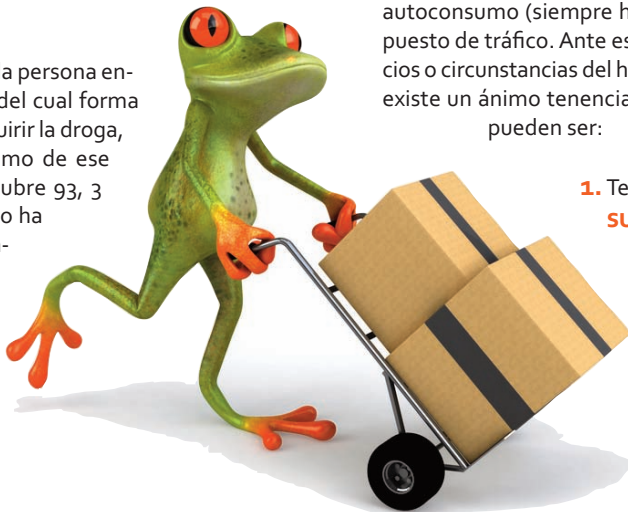 a persona en-
del cual forma
uirir la droga,
mo de ese
ubre 93, 3
o ha
autoconsumo (siempre h
puesto de tráfico. Ante es
cios o circunstancias del h
existe un ánimo tenencia
pueden ser:
1. Te
su